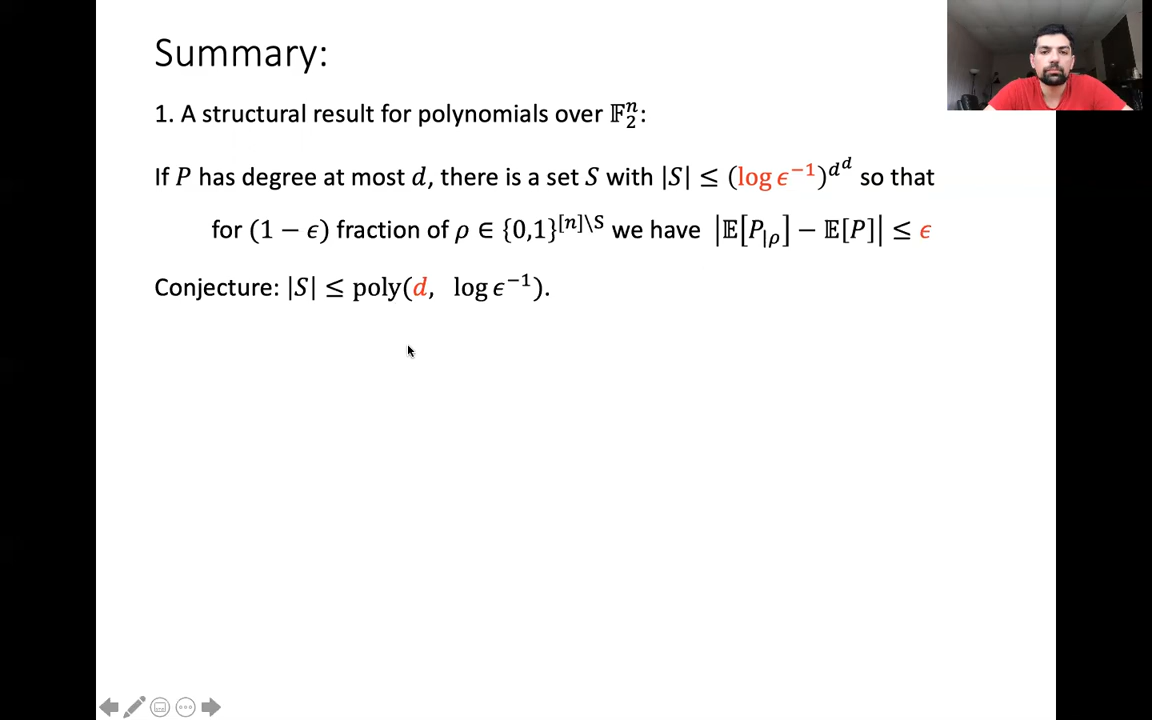 Summary:
1. A structural result for polynomials over 𝔽₂ⁿ:
If P has degree at most d, there is a set S with |S| ≤ (log ϵ⁻¹)^{d^d} so that
for (1 − ϵ) fraction of ρ ∈ {0,1}^{[n]\S} we have |𝔼[P_{|ρ}] − 𝔼[P]| ≤ ϵ
Conjecture: |S| ≤ poly(d, log ϵ⁻¹).